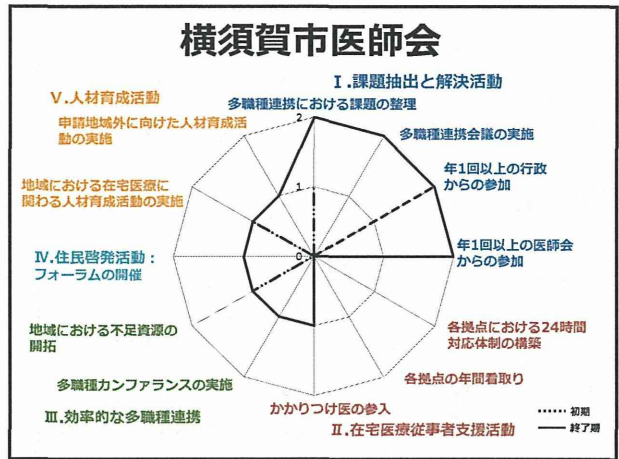 横須賀市医師会
Ⅰ.課題抽出と解決活動
多職種連携における課題の整理
多職種連携会議の実施
年1回以上の行政
からの参加
年1回以上の医師会
からの参加
各拠点における24時間
対応体制の構築
各拠点の年間看取り
かかりつけ医の参入
Ⅱ.在宅医療従事者支援活動
Ⅴ.人材育成活動
申請地域外に向けた人材育成活
動の実施
地域における在宅医療に
関わる人材育成活動の実施
Ⅳ.住民啓発活動：
フォーラムの開催
地域における不足資源の
開拓
多職種カンファランスの実施
Ⅲ.効率的な多職種連携
2
1
0
初期
終了期